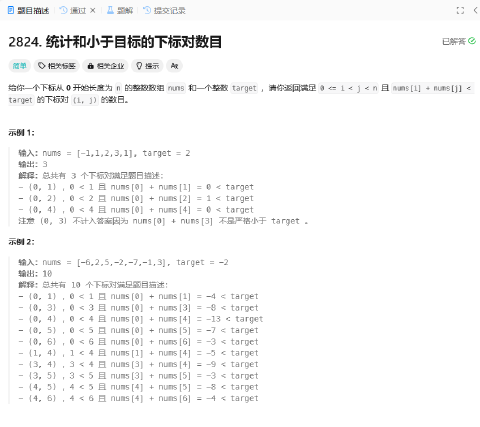 题目描述 通过 题解 提交记录
2824. 统计和小于目标的下标对数目
已解答
简单 相关标签 相关企业 提示 Ax
给你一个下标从 0 开始长度为 n 的整数数组 nums 和一个整数 target ，请你返回满足 0 <= i < j < n 且 nums[i] + nums[j] <
target 的下标对 (i, j) 的数目。
示例 1：
输入：nums = [-1,1,2,3,1], target = 2
输出：3
解释：总共有 3 个下标对满足题目描述：
- (0, 1) ，0 < 1 且 nums[0] + nums[1] = 0 < target
- (0, 2) ，0 < 2 且 nums[0] + nums[2] = 1 < target
- (0, 4) ，0 < 4 且 nums[0] + nums[4] = 0 < target
注意 (0, 3) 不计入答案因为 nums[0] + nums[3] 不是严格小于 target 。
示例 2：
输入：nums = [-6,2,5,-2,-7,-1,3], target = -2
输出：10
解释：总共有 10 个下标对满足题目描述：
- (0, 1) ，0 < 1 且 nums[0] + nums[1] = -4 < target
- (0, 3) ，0 < 3 且 nums[0] + nums[3] = -8 < target
- (0, 4) ，0 < 4 且 nums[0] + nums[4] = -13 < target
- (0, 5) ，0 < 5 且 nums[0] + nums[5] = -7 < target
- (0, 6) ，0 < 6 且 nums[0] + nums[6] = -3 < target
- (1, 4) ，1 < 4 且 nums[1] + nums[4] = -5 < target
- (3, 4) ，3 < 4 且 nums[3] + nums[4] = -9 < target
- (3, 5) ，3 < 5 且 nums[3] + nums[5] = -3 < target
- (4, 5) ，4 < 5 且 nums[4] + nums[5] = -8 < target
- (4, 6) ，4 < 6 且 nums[4] + nums[6] = -4 < target